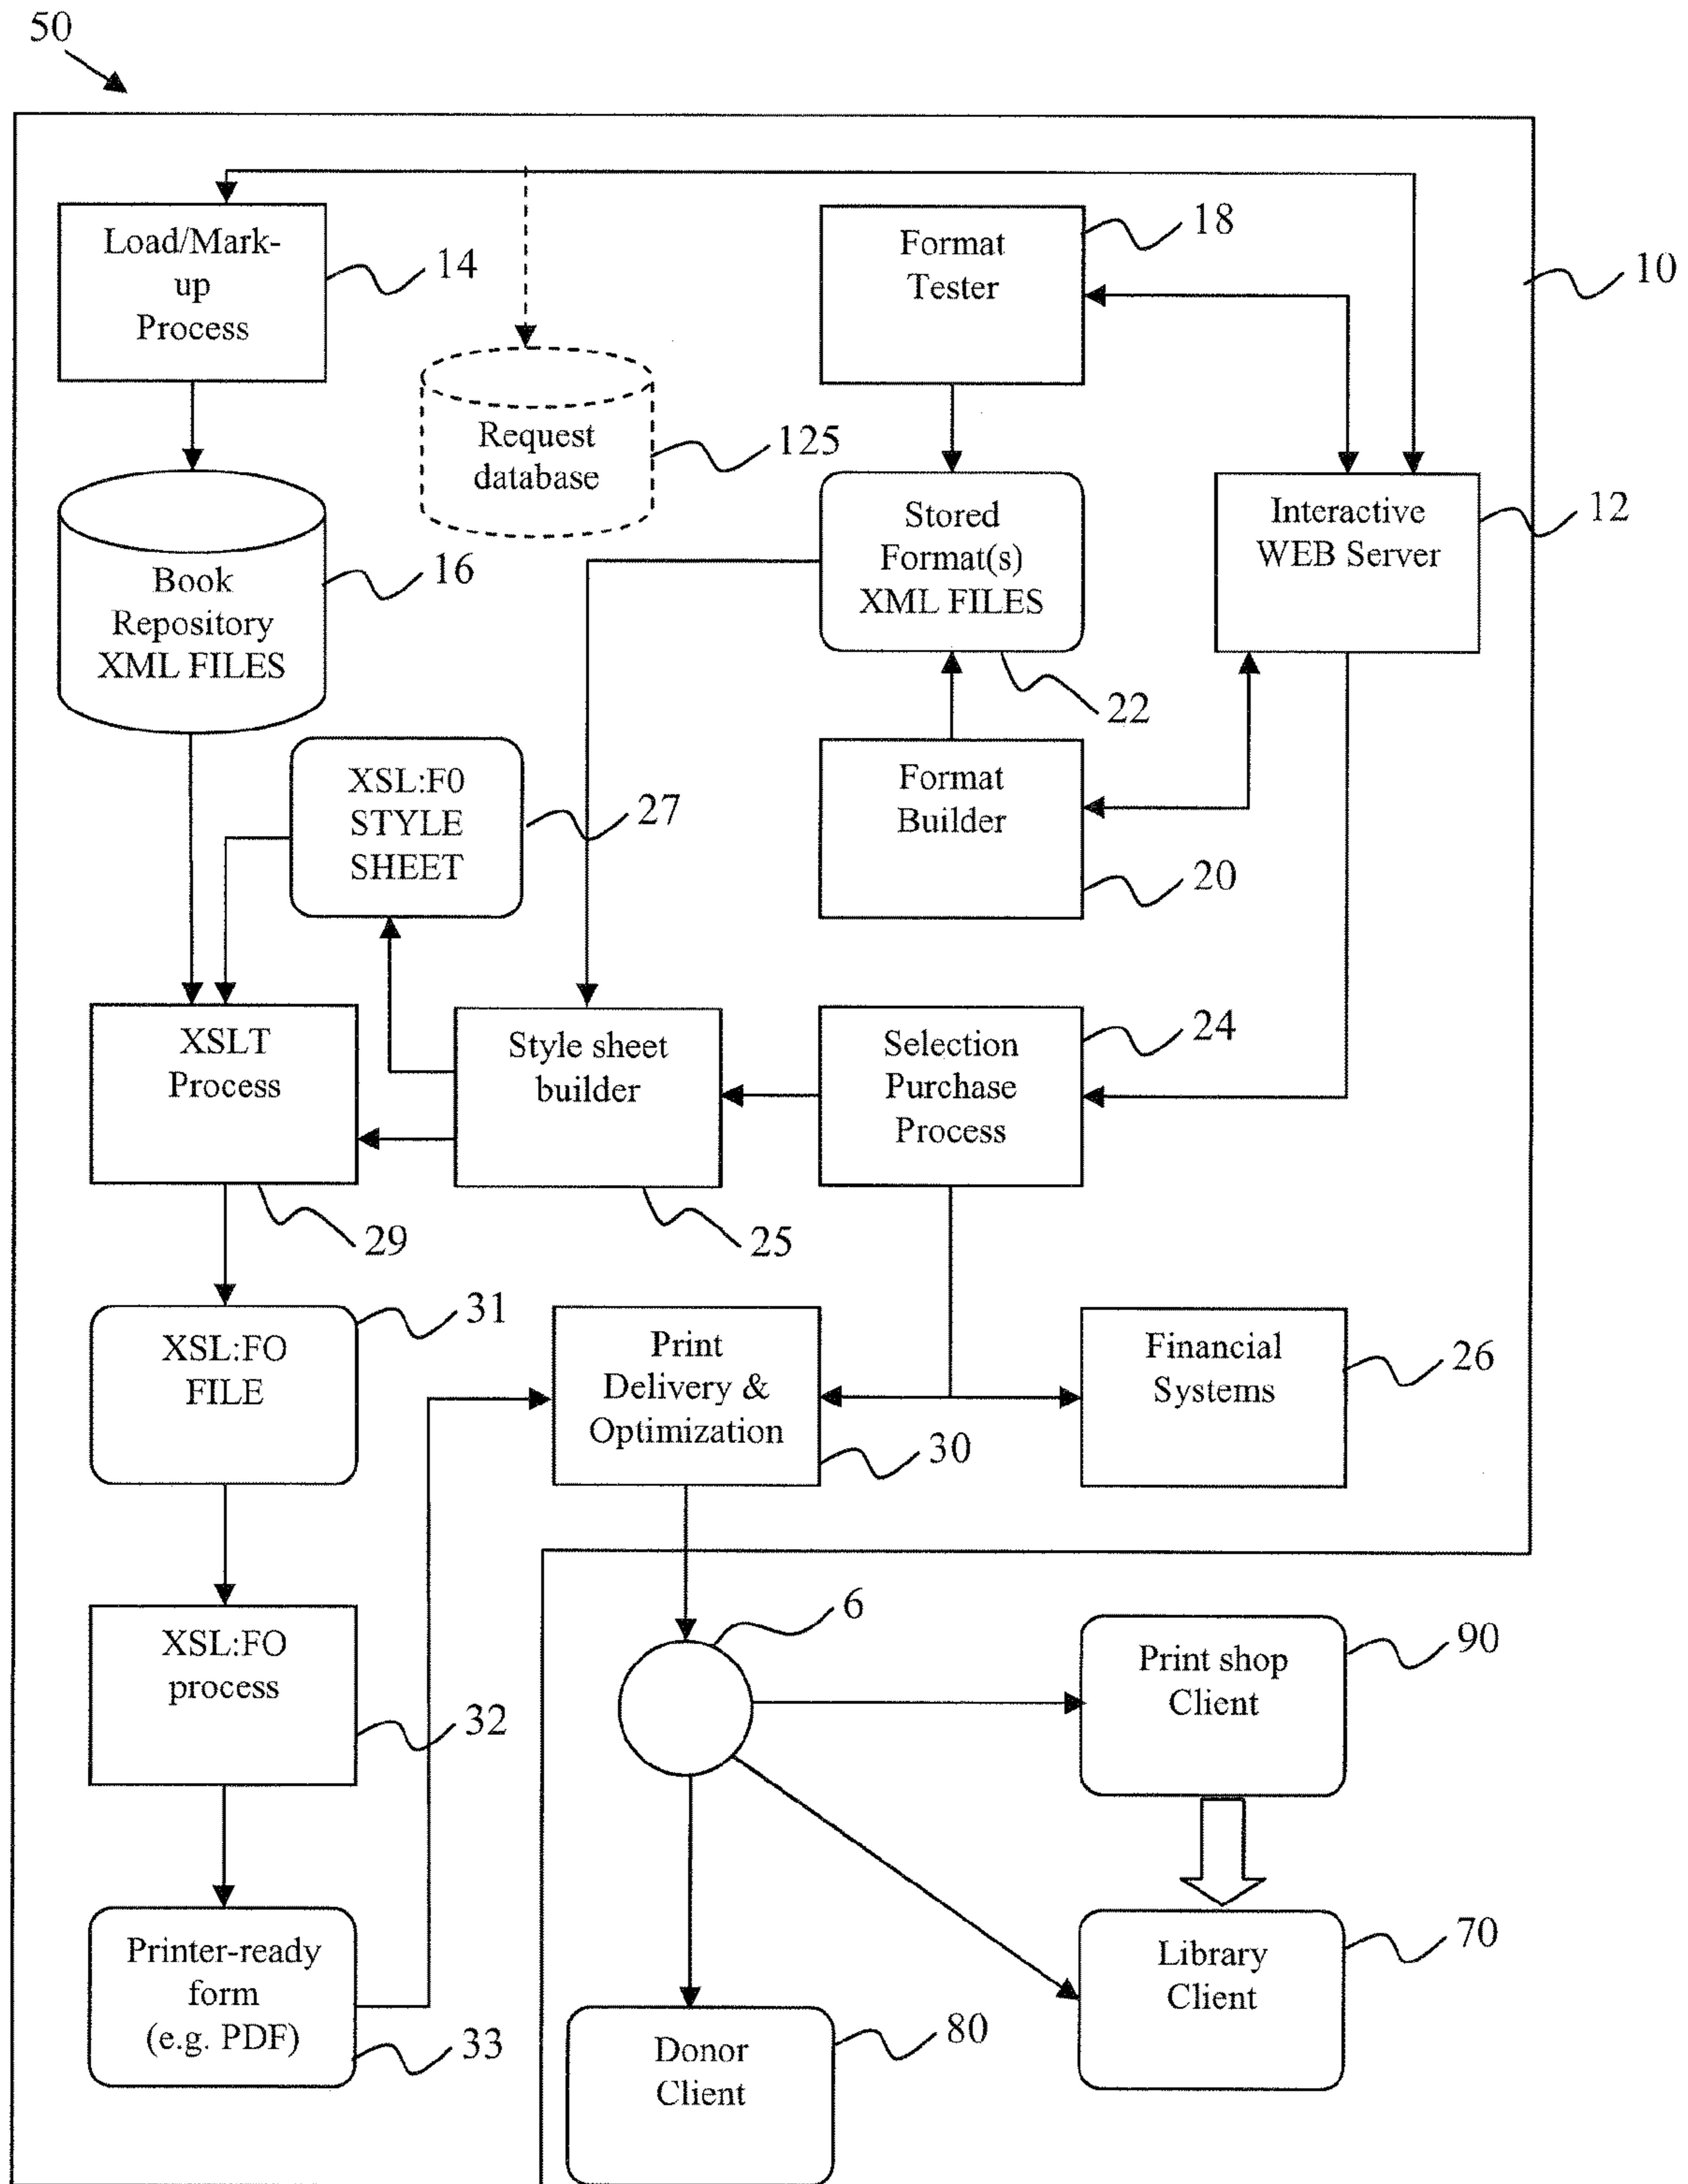 50
Load/Mark-
up
Process
14
Format
Tester
18
10
Request
database
125
Book
Repository
XML FILES
16
Stored
Format(s)
XML FILES
22
Interactive
WEB Server
12
XSL:F0
STYLE
SHEET
27
Format
Builder
20
XSLT
Process
29
Style sheet
builder
25
Selection
Purchase
Process
24
XSL:FO
FILE
31
Print
Delivery &
Optimization
30
Financial
Systems
26
XSL:FO
process
32
6
Print shop
Client
90
Printer-ready
form
(e.g. PDF)
33
Library
Client
70
Donor
Client
80